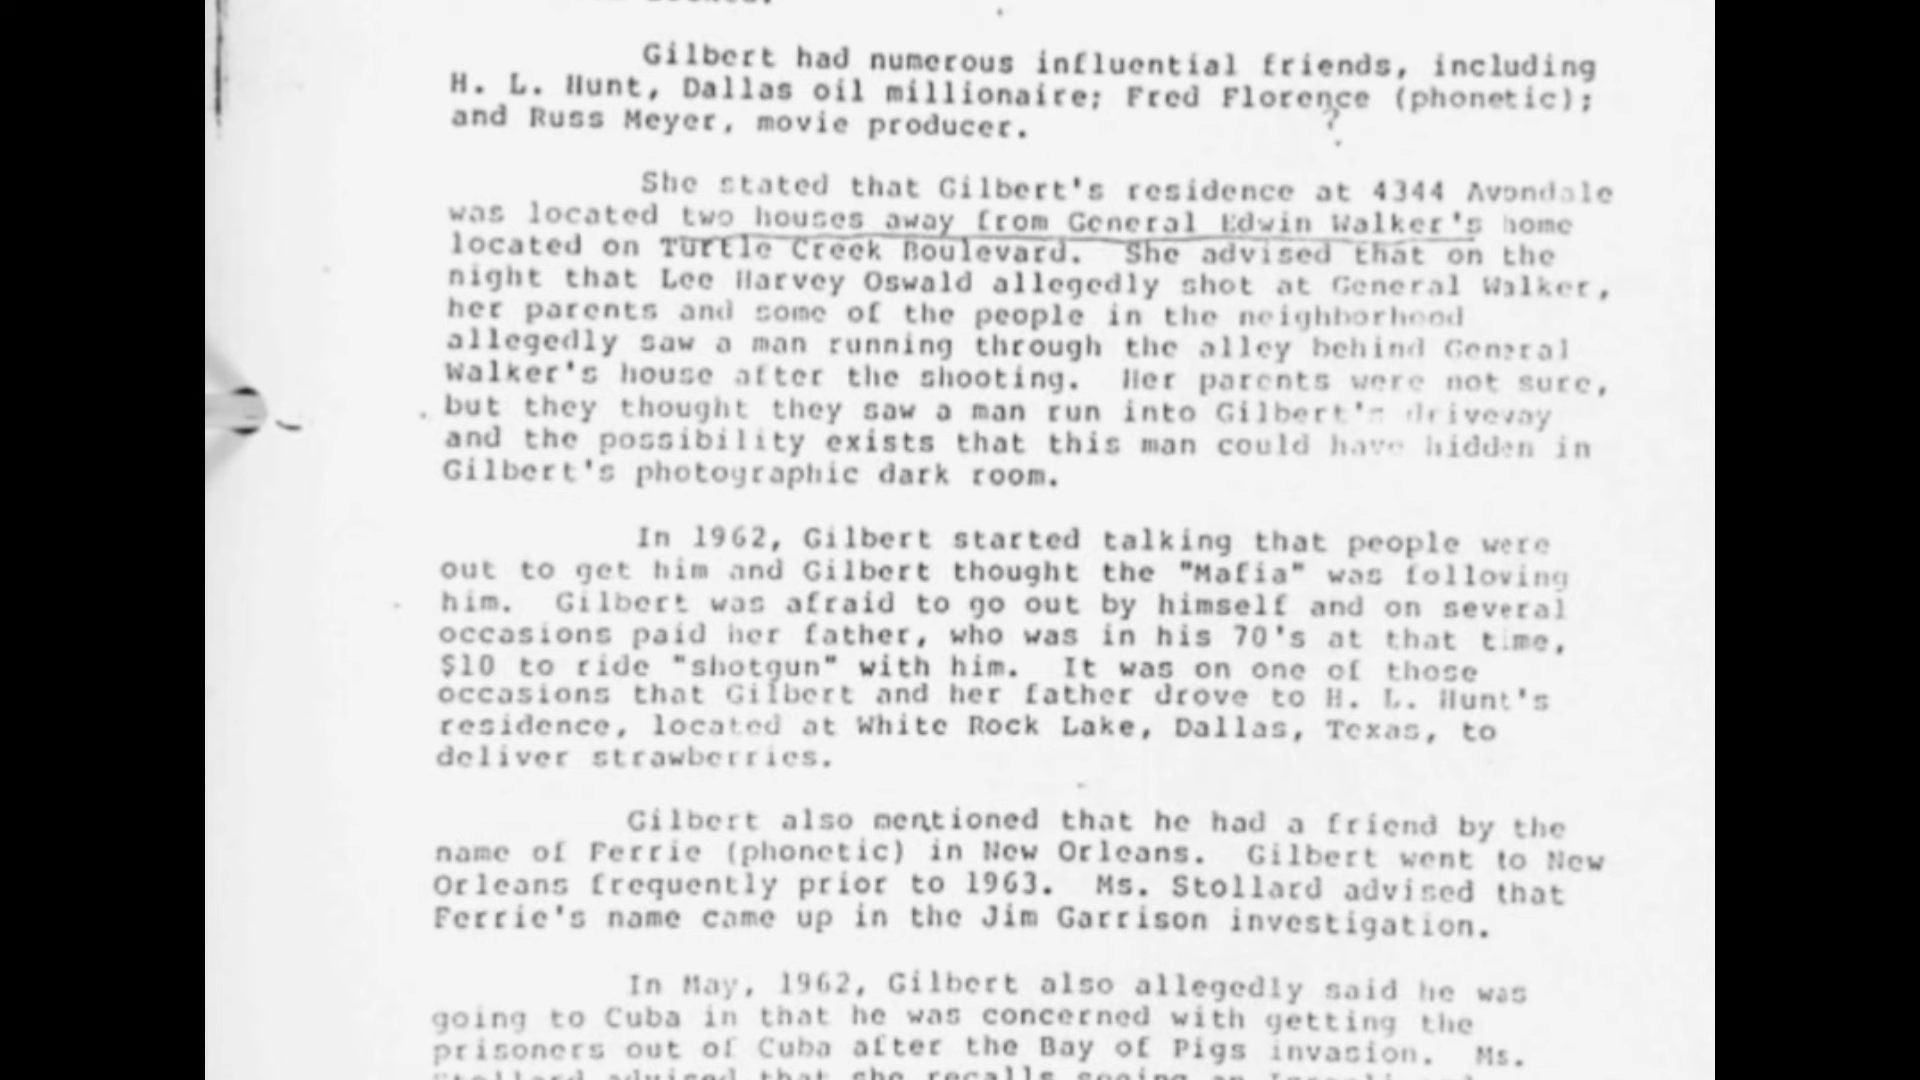 Gilbert had numerous influential friends, including
H. L. Hunt, Dallas oil millionaire; Fred Florence (phonetic);
and Russ Meyer, movie producer.
?
She stated that Gilbert's residence at 4344 Avondale
was located two houses away from General Edwin Walker's home
located on Turtle Creek Boulevard. She advised that on the
night that Lee Harvey Oswald allegedly shot at General Walker,
her parents and some of the people in the neighborhood
allegedly saw a man running through the alley behind General
Walker's house after the shooting. Her parents were not sure,
but they thought they saw a man run into Gilbert's driveway
and the possibility exists that this man could have hidden in
Gilbert's photographic dark room.
In 1962, Gilbert started talking that people were
out to get him and Gilbert thought the "Mafia" was following
him. Gilbert was afraid to go out by himself and on several
occasions paid her father, who was in his 70's at that time,
$10 to ride "shotgun" with him. It was on one of those
occasions that Gilbert and her father drove to H. L. Hunt's
residence, located at White Rock Lake, Dallas, Texas, to
deliver strawberries.
Gilbert also mentioned that he had a friend by the
name of Ferrie (phonetic) in New Orleans. Gilbert went to New
Orleans frequently prior to 1963. Ms. Stollard advised that
Ferrie's name came up in the Jim Garrison investigation.
In May, 1962, Gilbert also allegedly said he was
going to Cuba in that he was concerned with getting the
prisoners out of Cuba after the Bay of Pigs invasion. Ms.
Stollard advised that she recalls seeing an